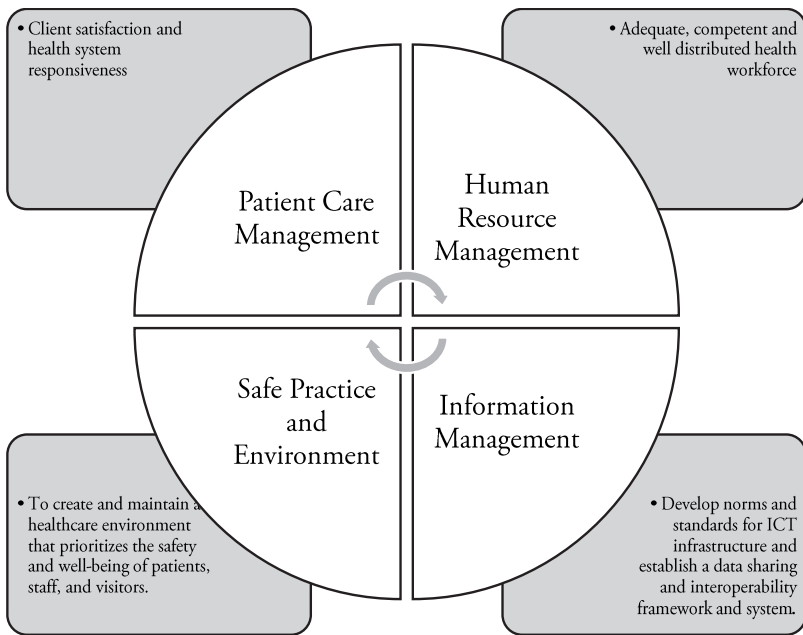 • Client satisfaction and
health system
responsiveness
• Adequate, competent and
well distributed health
workforce
Patient Care
Management
Human
Resource
Management
Safe Practice
and
Environment
Information
Management
• To create and maintain a
healthcare environment
that prioritizes the safety
and well-being of patients,
staff, and visitors.
• Develop norms and
standards for ICT
infrastructure and
establish a data sharing
and interoperability
framework and system.